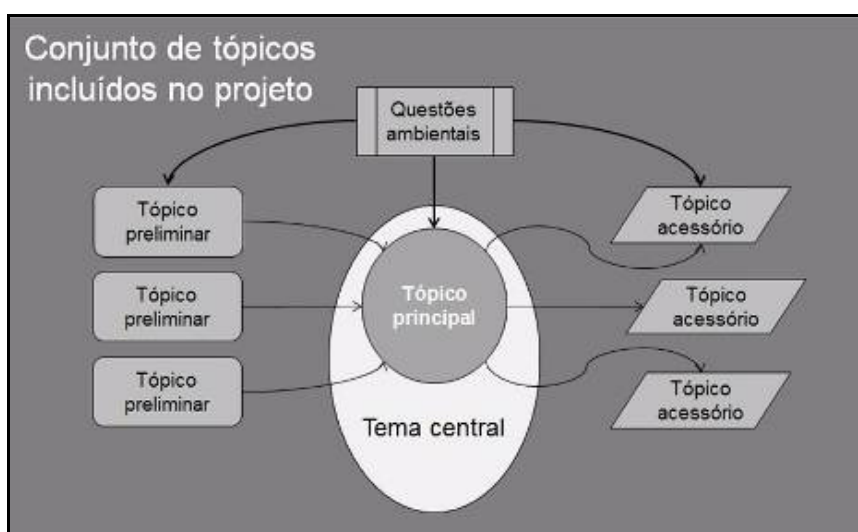 Conjunto de tópicos
incluídos no projeto
Questões
ambientais
Tópico
preliminar
Tópico
acessório
Tópico
preliminar
Tópico
principal
Tópico
acessório
Tópico
preliminar
Tópico
acessório
Tema central